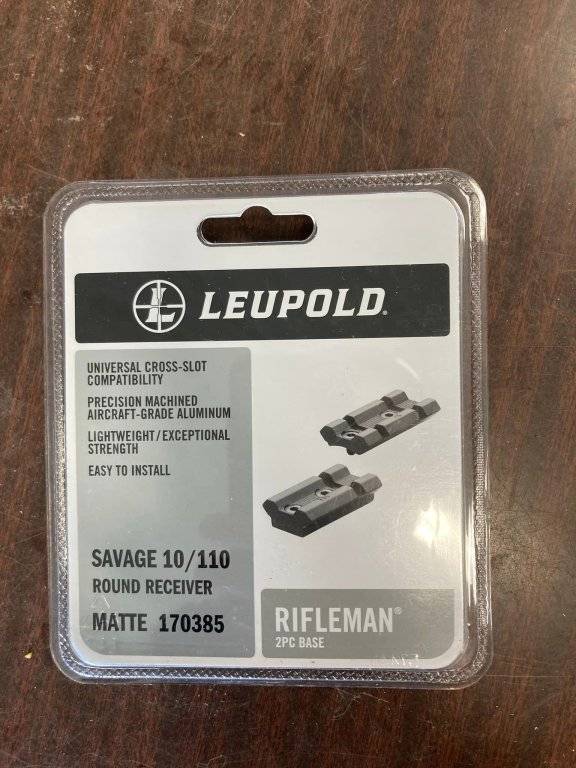 LEUPOLD®
UNIVERSAL CROSS-SLOT
COMPATIBILITY
PRECISION MACHINED
AIRCRAFT-GRADE ALUMINUM
LIGHTWEIGHT/EXCEPTIONAL
STRENGTH
EASY TO INSTALL
SAVAGE 10/110
ROUND RECEIVER
MATTE 170385
RIFLEMAN®
2PC BASE